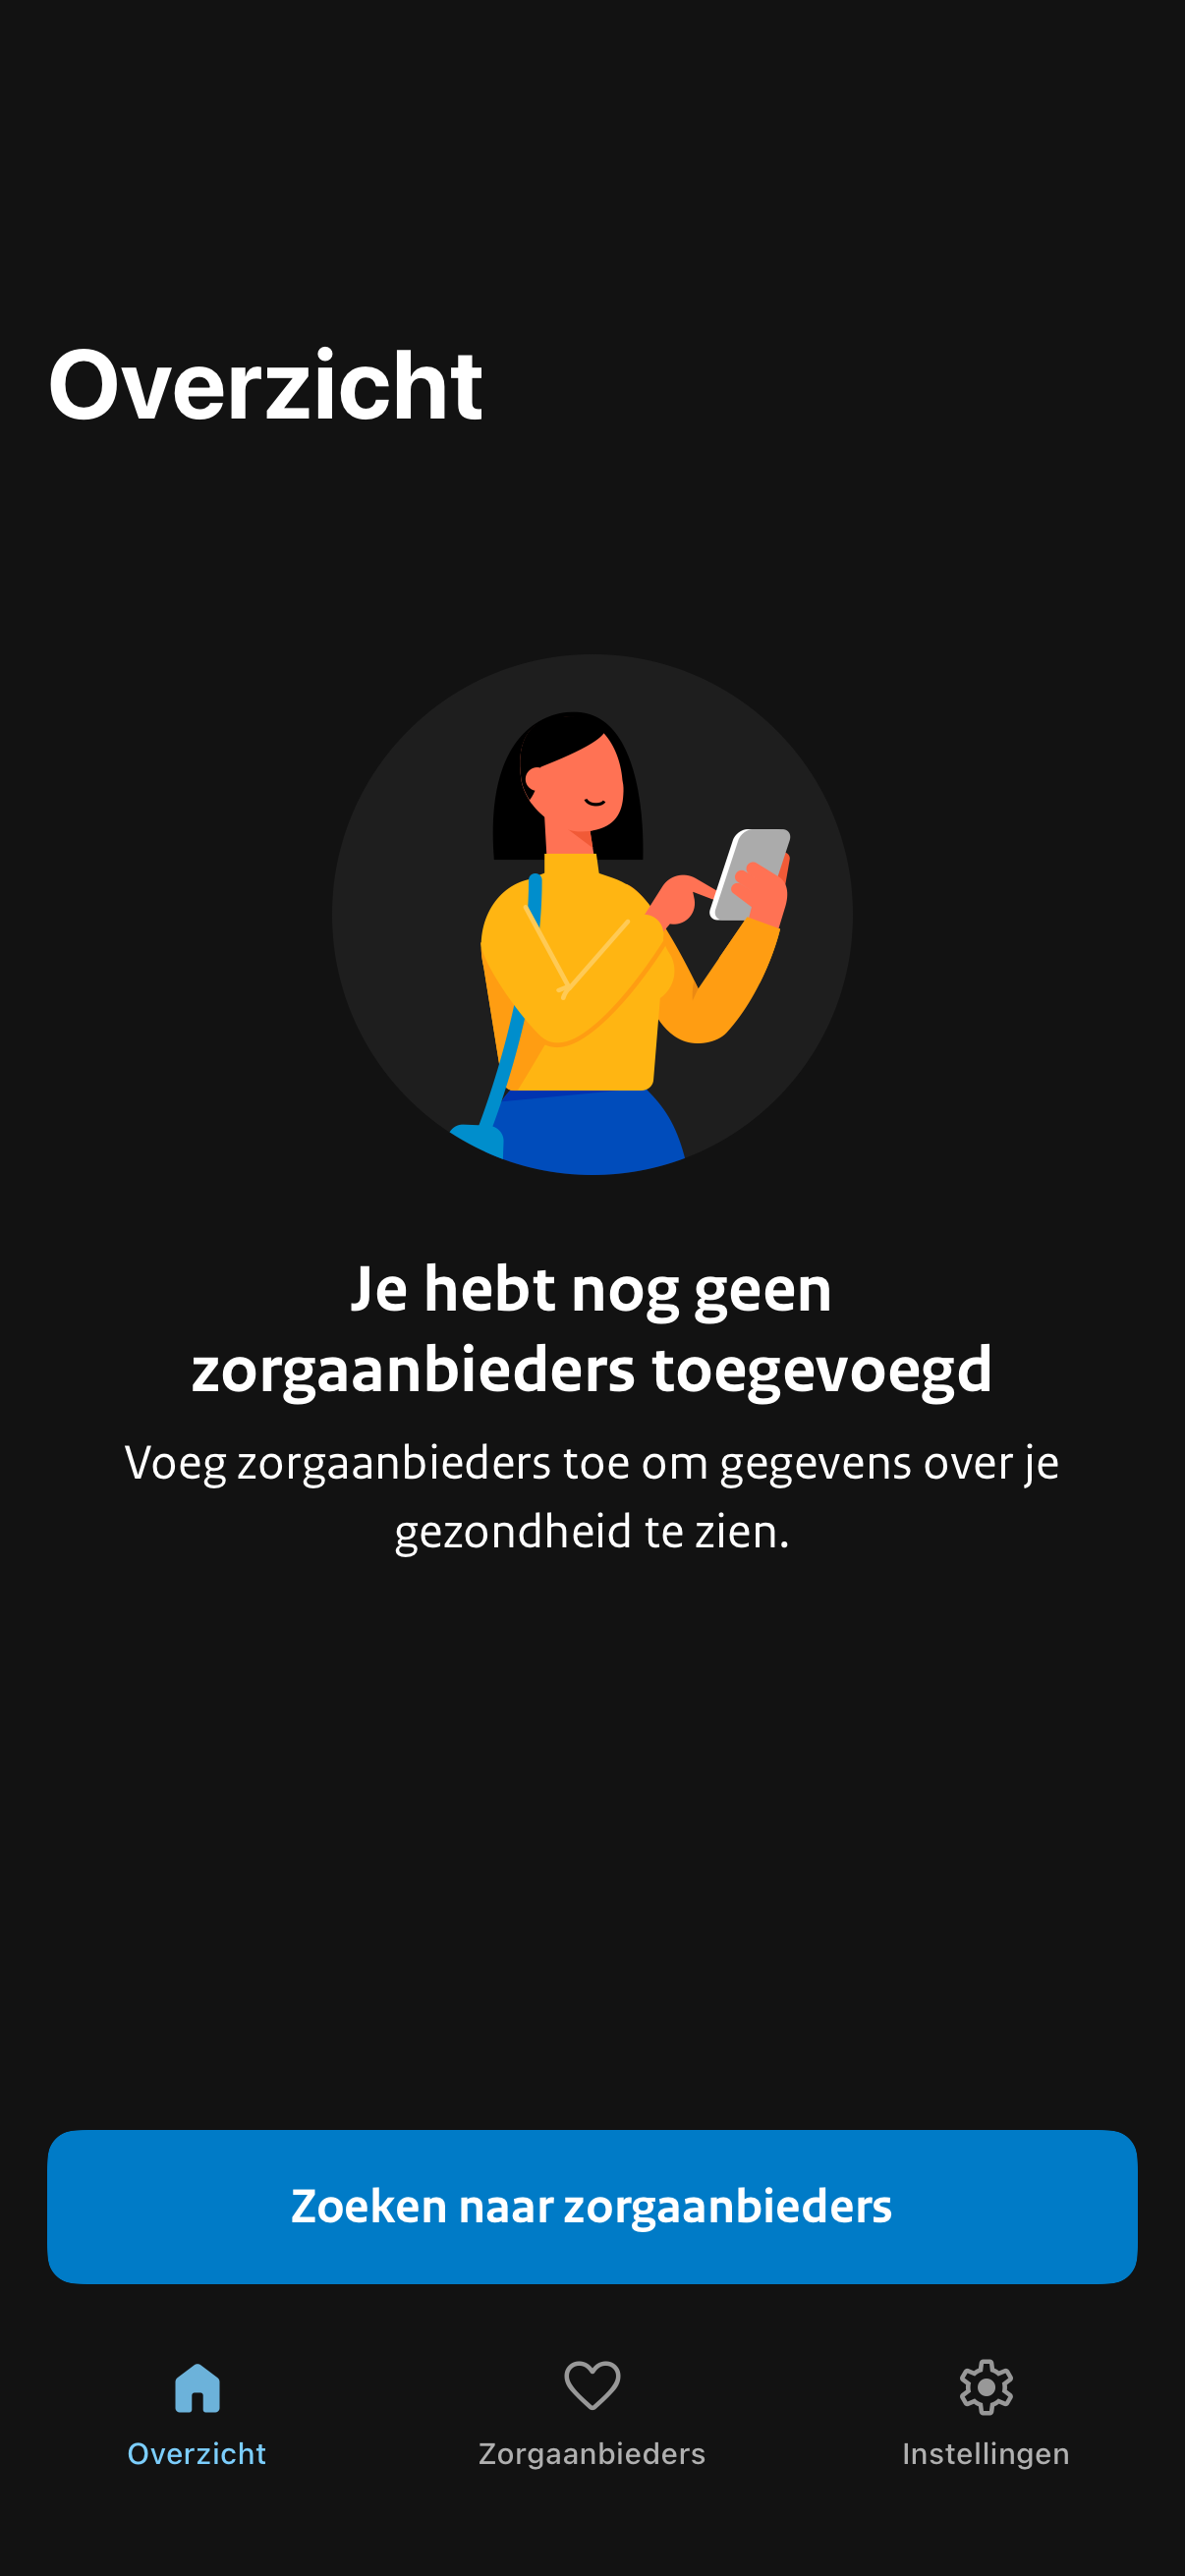 Overzicht
Je hebt nog geen
zorgaanbieders toegevoegd
Voeg zorgaanbieders toe om gegevens over je
gezondheid te zien.
Zoeken naar zorgaanbieders
Overzicht
Zorgaanbieders
Instellingen